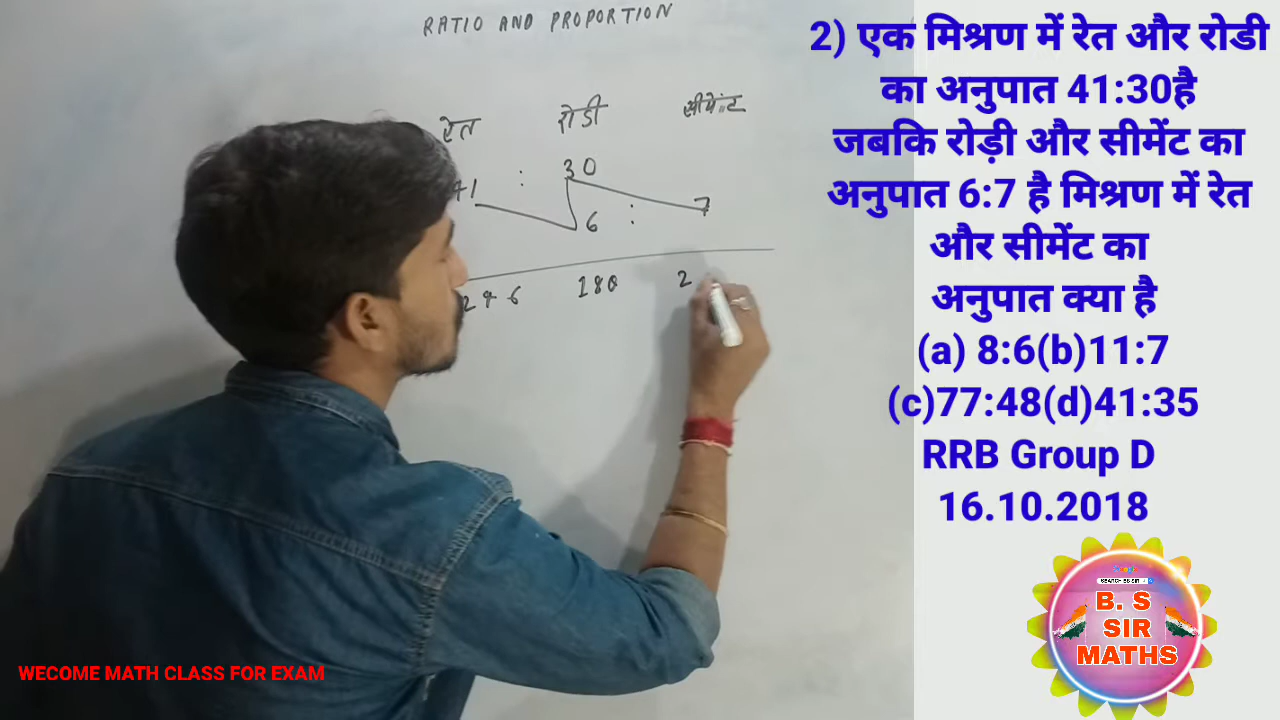 RATIO AND PROPORTION
रेत रोडी सीमेंट
41 : 30
6 : 7
246 180 2
2) एक मिश्रण में रेत और रोडी
का अनुपात 41:30है
जबकि रोड़ी और सीमेंट का
अनुपात 6:7 है मिश्रण में रेत
और सीमेंट का
अनुपात क्या है
(a) 8:6(b)11:7
(c)77:48(d)41:35
RRB Group D
16.10.2018
B. S
SIR
MATHS
WECOME MATH CLASS FOR EXAM